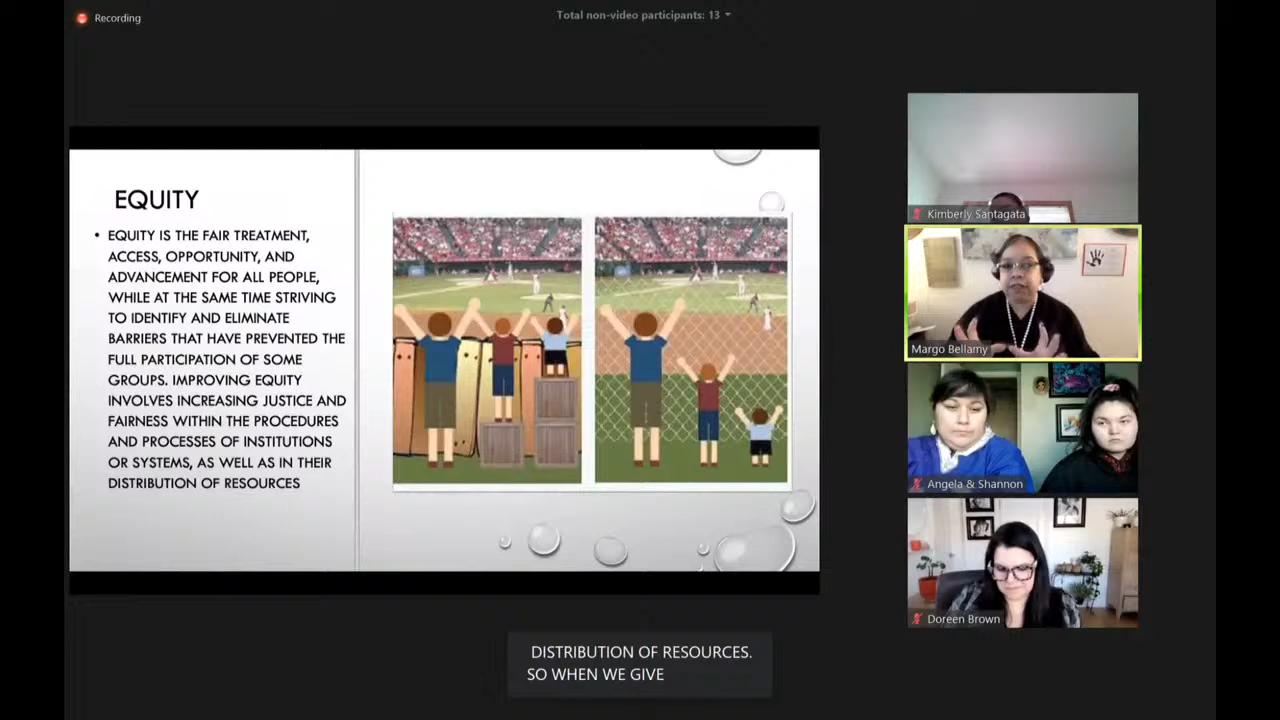 Recording
Total non-video participants: 13
EQUITY
• EQUITY IS THE FAIR TREATMENT,
ACCESS, OPPORTUNITY, AND
ADVANCEMENT FOR ALL PEOPLE,
WHILE AT THE SAME TIME STRIVING
TO IDENTIFY AND ELIMINATE
BARRIERS THAT HAVE PREVENTED THE
FULL PARTICIPATION OF SOME
GROUPS. IMPROVING EQUITY
INVOLVES INCREASING JUSTICE AND
FAIRNESS WITHIN THE PROCEDURES
AND PROCESSES OF INSTITUTIONS
OR SYSTEMS, AS WELL AS IN THEIR
DISTRIBUTION OF RESOURCES
Kimberly Santagata
Margo Bellamy
Angela & Shannon
Doreen Brown
DISTRIBUTION OF RESOURCES.
SO WHEN WE GIVE